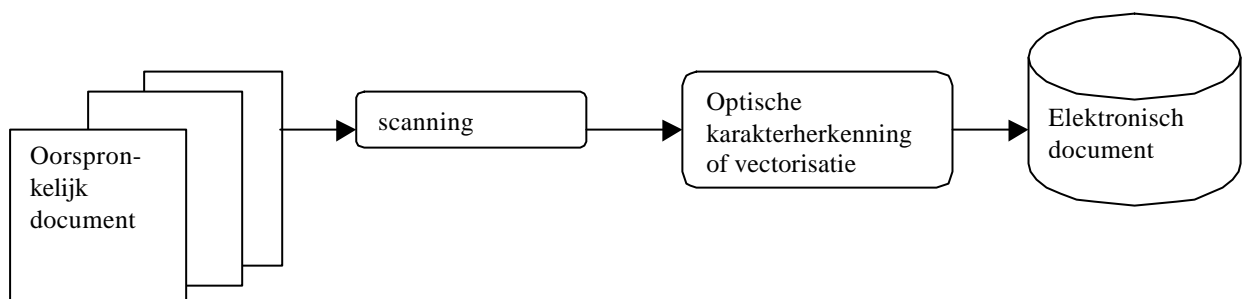 Oorspron-
kelijk
document
scanning
Optische
karakterherkenning
of vectorisatie
Elektronisch
document